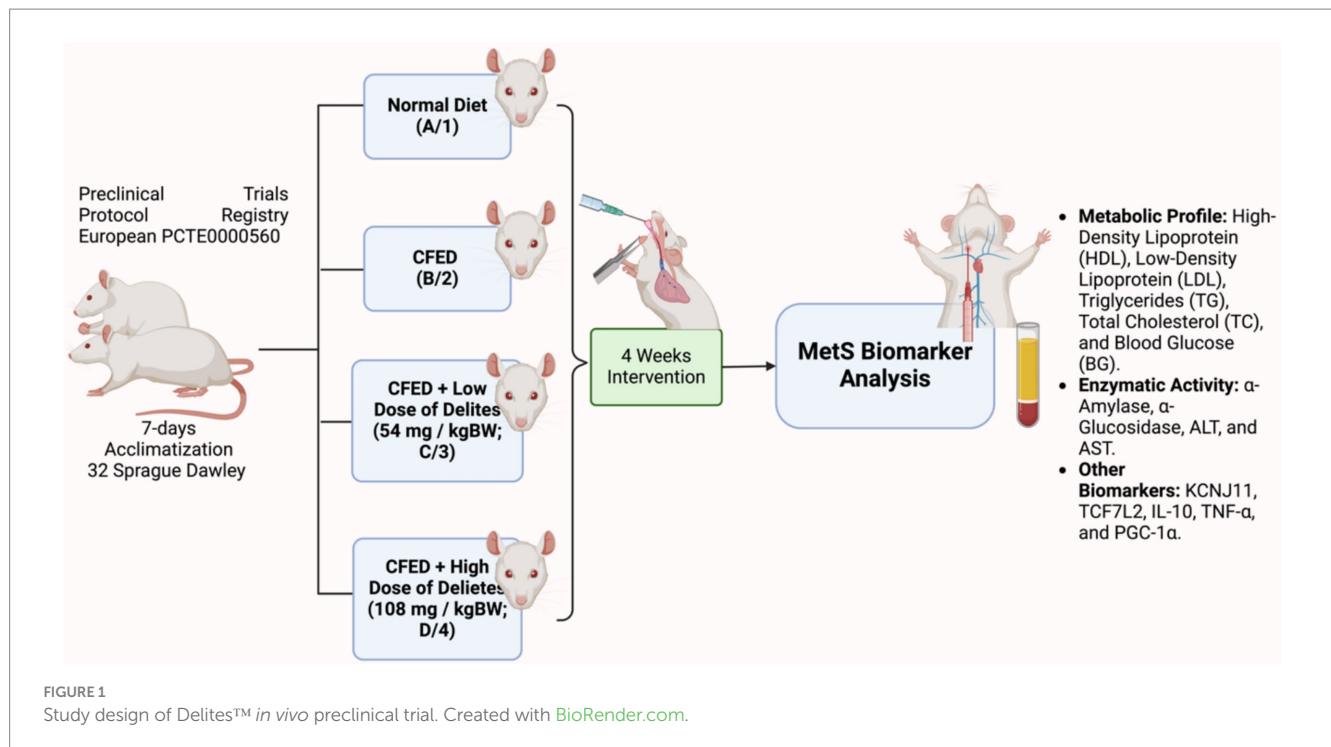 Preclinical Trials
Protocol Registry
European PCTE0000560
7-days
Acclimatization
32 Sprague Dawley
Normal Diet
(A/1)
CFED
(B/2)
CFED + Low
Dose of Delites
(54 mg / kgBW;
C/3)
CFED + High
Dose of Delietes
(108 mg / kgBW;
D/4)
4 Weeks
Intervention
MetS Biomarker
Analysis
• Metabolic Profile: High-
Density Lipoprotein
(HDL), Low-Density
Lipoprotein (LDL),
Triglycerides (TG),
Total Cholesterol (TC),
and Blood Glucose
(BG).
• Enzymatic Activity: α-
Amylase, α-
Glucosidase, ALT, and
AST.
• Other
Biomarkers: KCNJ11,
TCF7L2, IL-10, TNF-α,
and PGC-1α.
FIGURE 1
Study design of Delites™ in vivo preclinical trial. Created with BioRender.com.